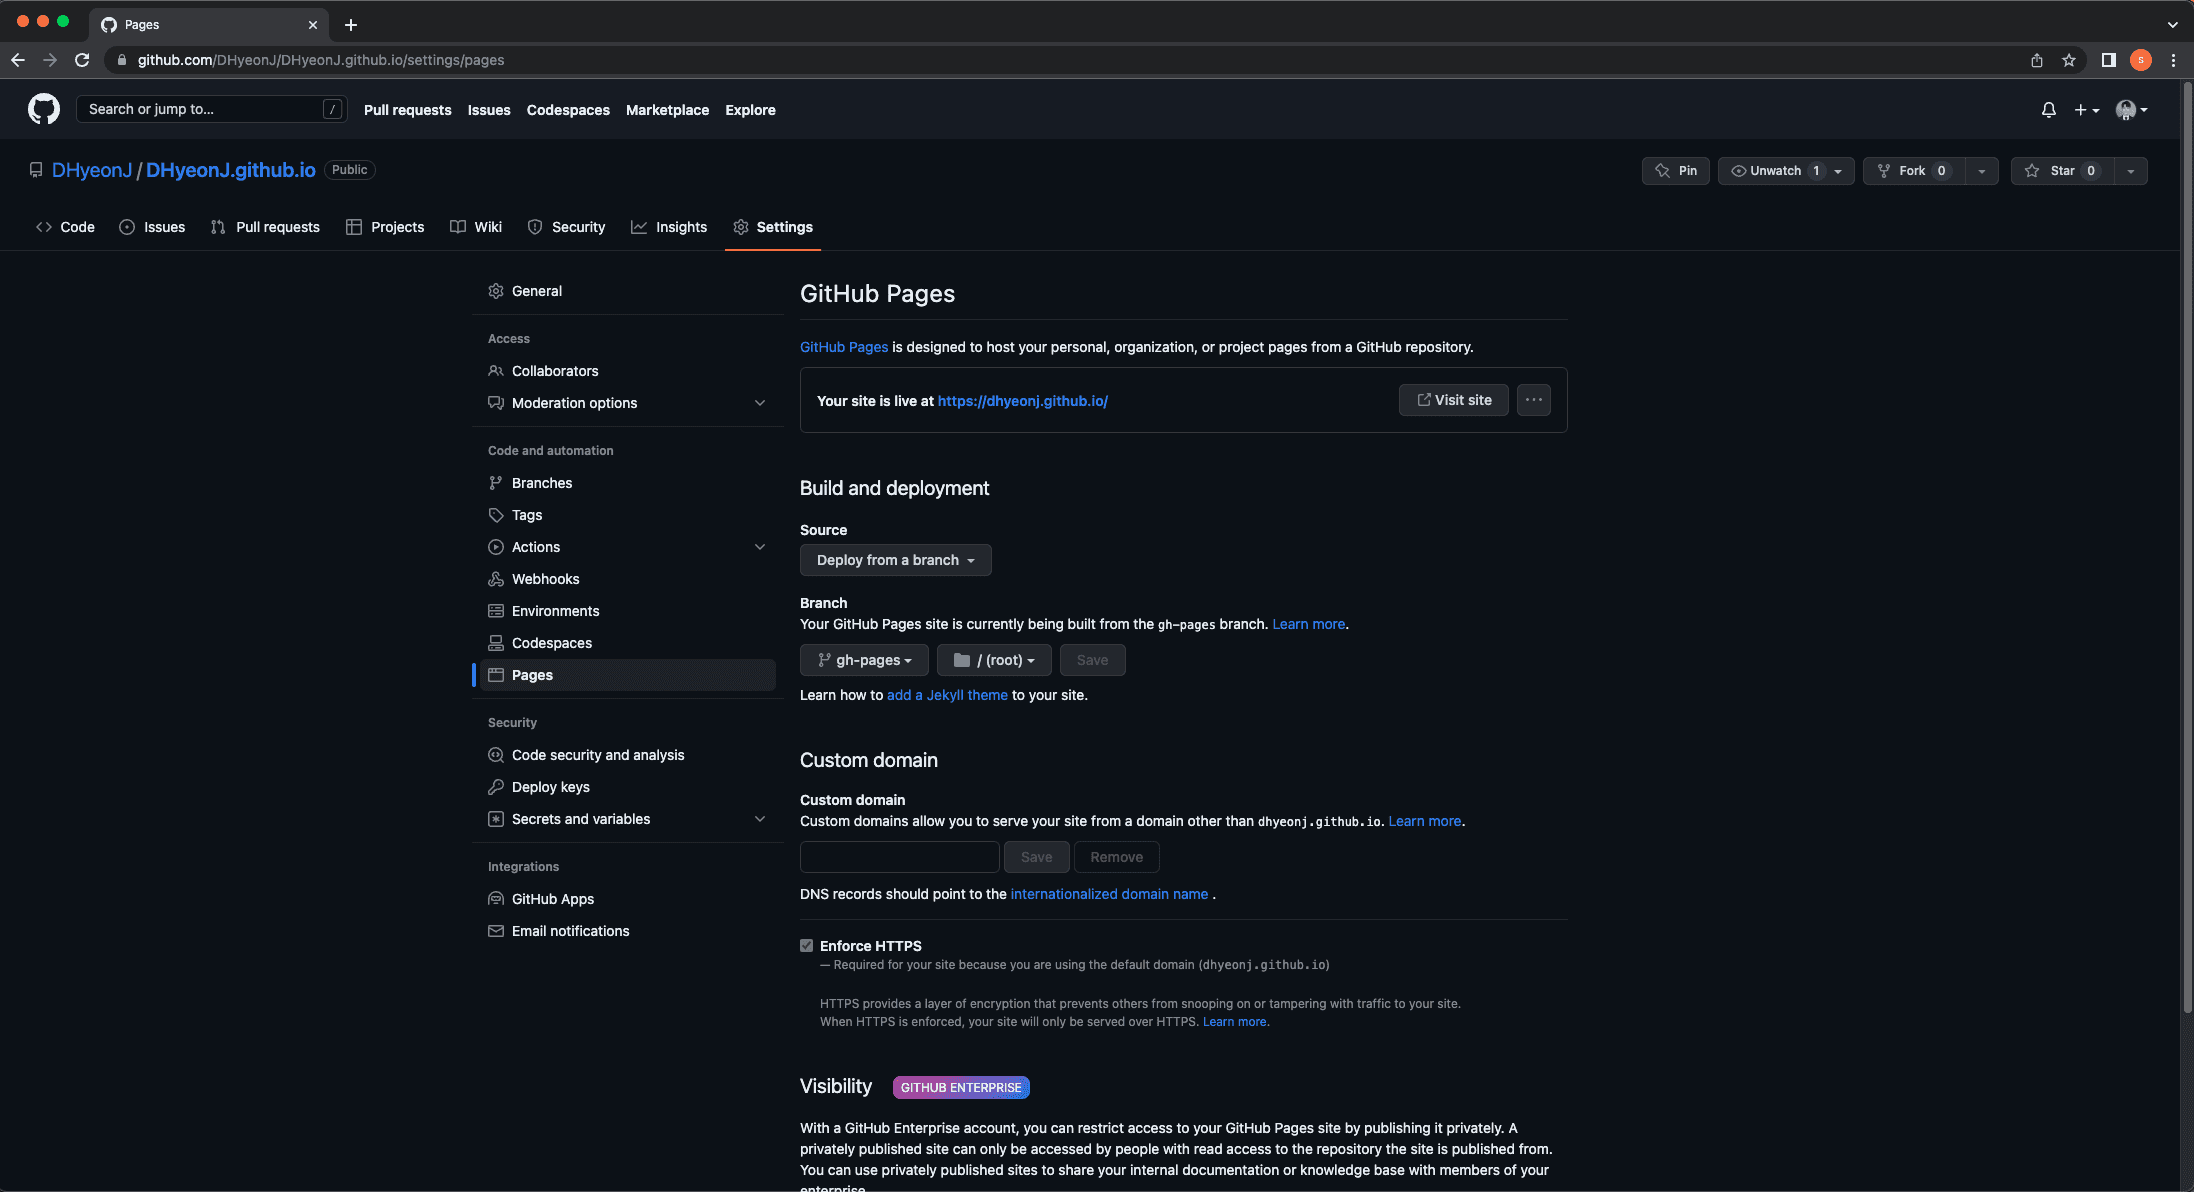 Pages
github.com/DHyeonJ/DHyeonJ.github.io/settings/pages
S
Search or jump to... /
Pull requests Issues Codespaces Marketplace Explore
DHyeonJ / DHyeonJ.github.io Public
Pin Unwatch 1 Fork 0 Star 0
Code Issues Pull requests Projects Wiki Security Insights Settings
General
Access
Collaborators
Moderation options
Code and automation
Branches
Tags
Actions
Webhooks
Environments
Codespaces
Pages
Security
Code security and analysis
Deploy keys
Secrets and variables
Integrations
GitHub Apps
Email notifications
GitHub Pages
GitHub Pages is designed to host your personal, organization, or project pages from a GitHub repository.
Your site is live at https://dhyeonj.github.io/
Visit site
Build and deployment
Source
Deploy from a branch
Branch
Your GitHub Pages site is currently being built from the gh-pages branch. Learn more.
gh-pages / (root) Save
Learn how to add a Jekyll theme to your site.
Custom domain
Custom domain
Custom domains allow you to serve your site from a domain other than dhyeonj.github.io. Learn more.
Save Remove
DNS records should point to the internationalized domain name .
Enforce HTTPS
— Required for your site because you are using the default domain (dhyeonj.github.io)
HTTPS provides a layer of encryption that prevents others from snooping on or tampering with traffic to your site.
When HTTPS is enforced, your site will only be served over HTTPS. Learn more.
Visibility GITHUB ENTERPRISE
With a GitHub Enterprise account, you can restrict access to your GitHub Pages site by publishing it privately. A
privately published site can only be accessed by people with read access to the repository the site is published from.
You can use privately published sites to share your internal documentation or knowledge base with members of your
enterprise.